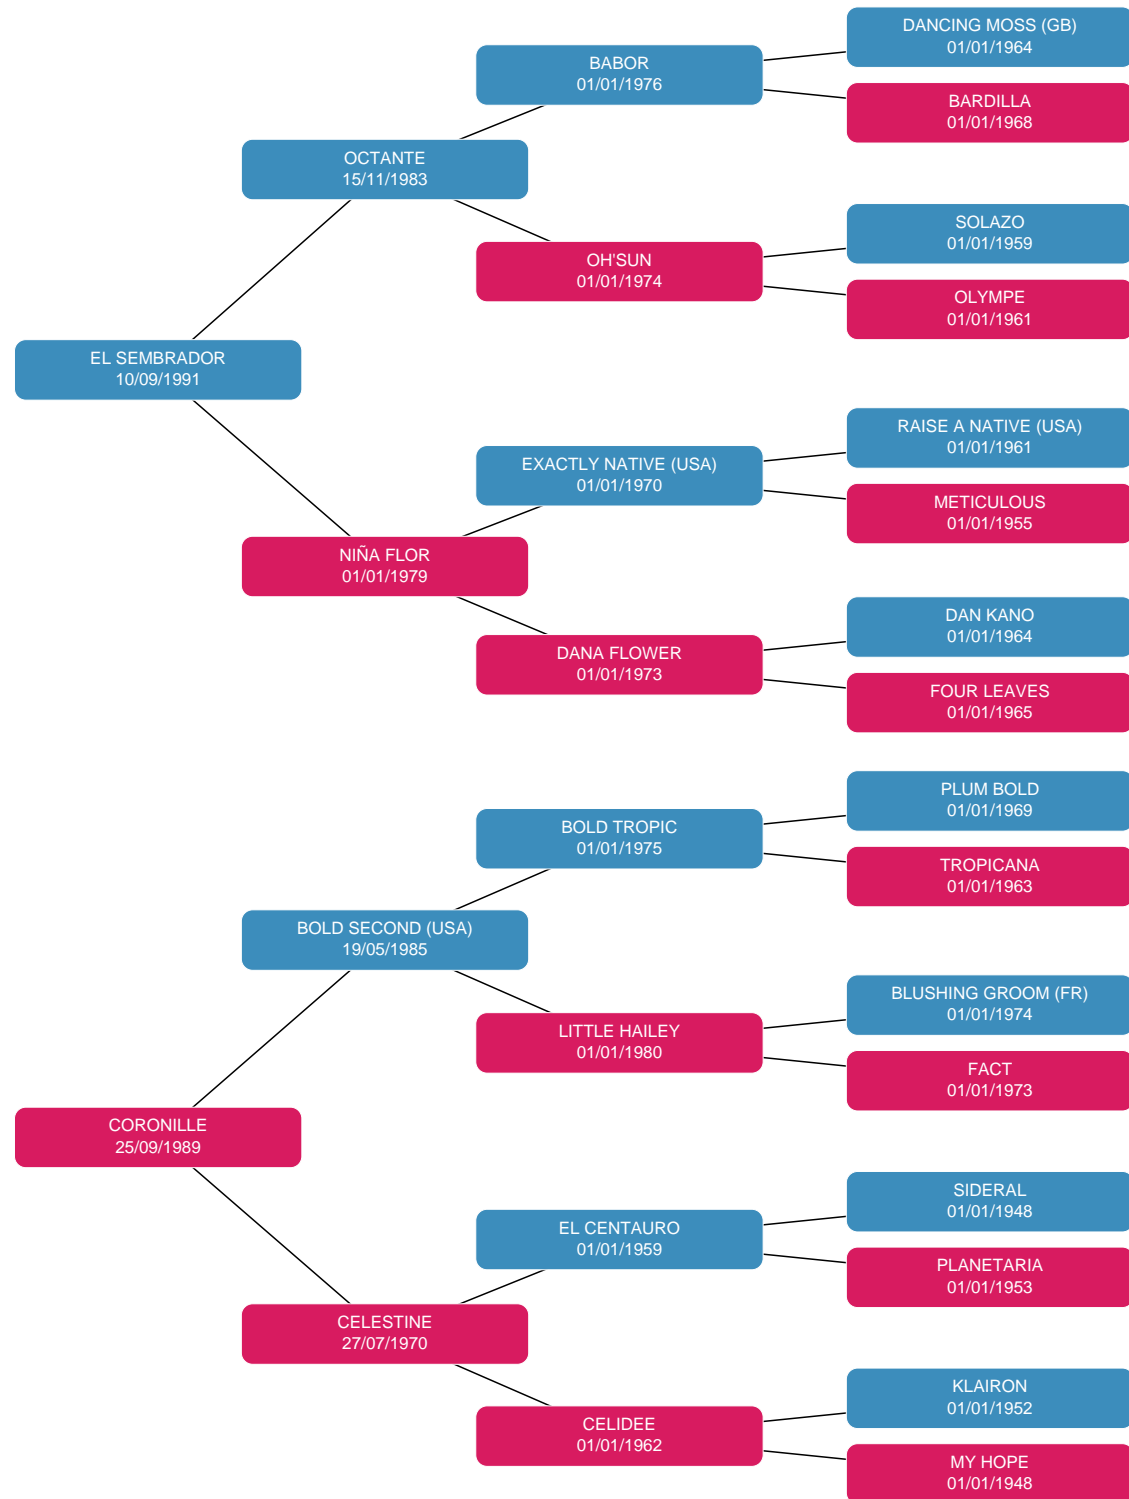 DANCING MOSS (GB)
01/01/1964
BABOR
01/01/1976
BARDILLA
01/01/1968
OCTANTE
15/11/1983
SOLAZO
01/01/1959
OH'SUN
01/01/1974
OLYMPE
01/01/1961
EL SEMBRADOR
10/09/1991
RAISE A NATIVE (USA)
01/01/1961
EXACTLY NATIVE (USA)
01/01/1970
METICULOUS
01/01/1955
NIÑA FLOR
01/01/1979
DAN KANO
01/01/1964
DANA FLOWER
01/01/1973
FOUR LEAVES
01/01/1965
PLUM BOLD
01/01/1969
BOLD TROPIC
01/01/1975
TROPICANA
01/01/1963
BOLD SECOND (USA)
19/05/1985
BLUSHING GROOM (FR)
01/01/1974
LITTLE HAILEY
01/01/1980
FACT
01/01/1973
CORONILLE
25/09/1989
SIDERAL
01/01/1948
EL CENTAURO
01/01/1959
PLANETARIA
01/01/1953
CELESTINE
27/07/1970
KLAIRON
01/01/1952
CELIDEE
01/01/1962
MY HOPE
01/01/1948